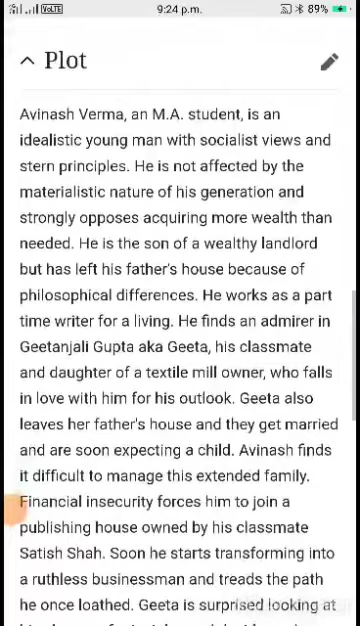 VoLTE 9:24 p.m. 89%
Plot
Avinash Verma, an M.A. student, is an
idealistic young man with socialist views and
stern principles. He is not affected by the
materialistic nature of his generation and
strongly opposes acquiring more wealth than
needed. He is the son of a wealthy landlord
but has left his father's house because of
philosophical differences. He works as a part
time writer for a living. He finds an admirer in
Geetanjali Gupta aka Geeta, his classmate
and daughter of a textile mill owner, who falls
in love with him for his outlook. Geeta also
leaves her father's house and they get married
and are soon expecting a child. Avinash finds
it difficult to manage this extended family.
Financial insecurity forces him to join a
publishing house owned by his classmate
Satish Shah. Soon he starts transforming into
a ruthless businessman and treads the path
he once loathed. Geeta is surprised looking at